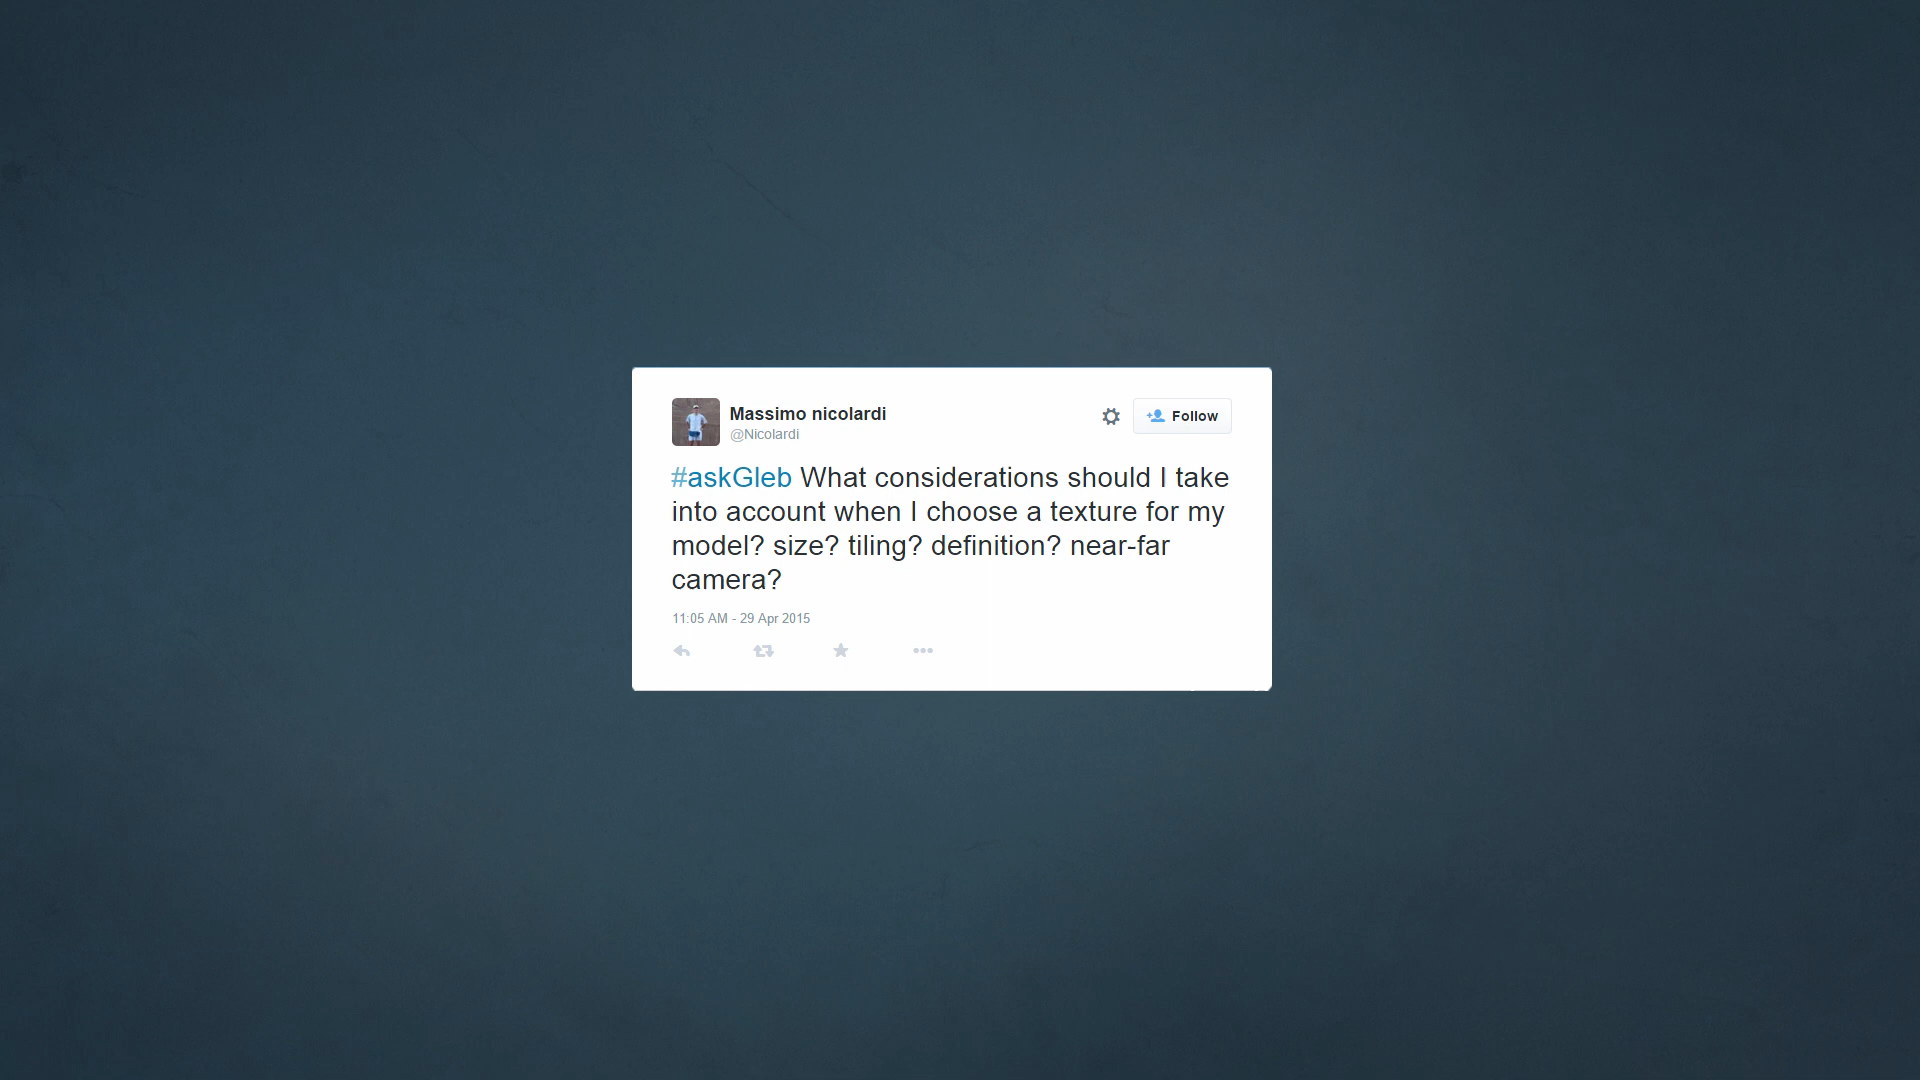 Massimo nicolardi
@Nicolardi
Follow
#askGleb What considerations should I take
into account when I choose a texture for my
model? size? tiling? definition? near-far
camera?
11:05 AM - 29 Apr 2015